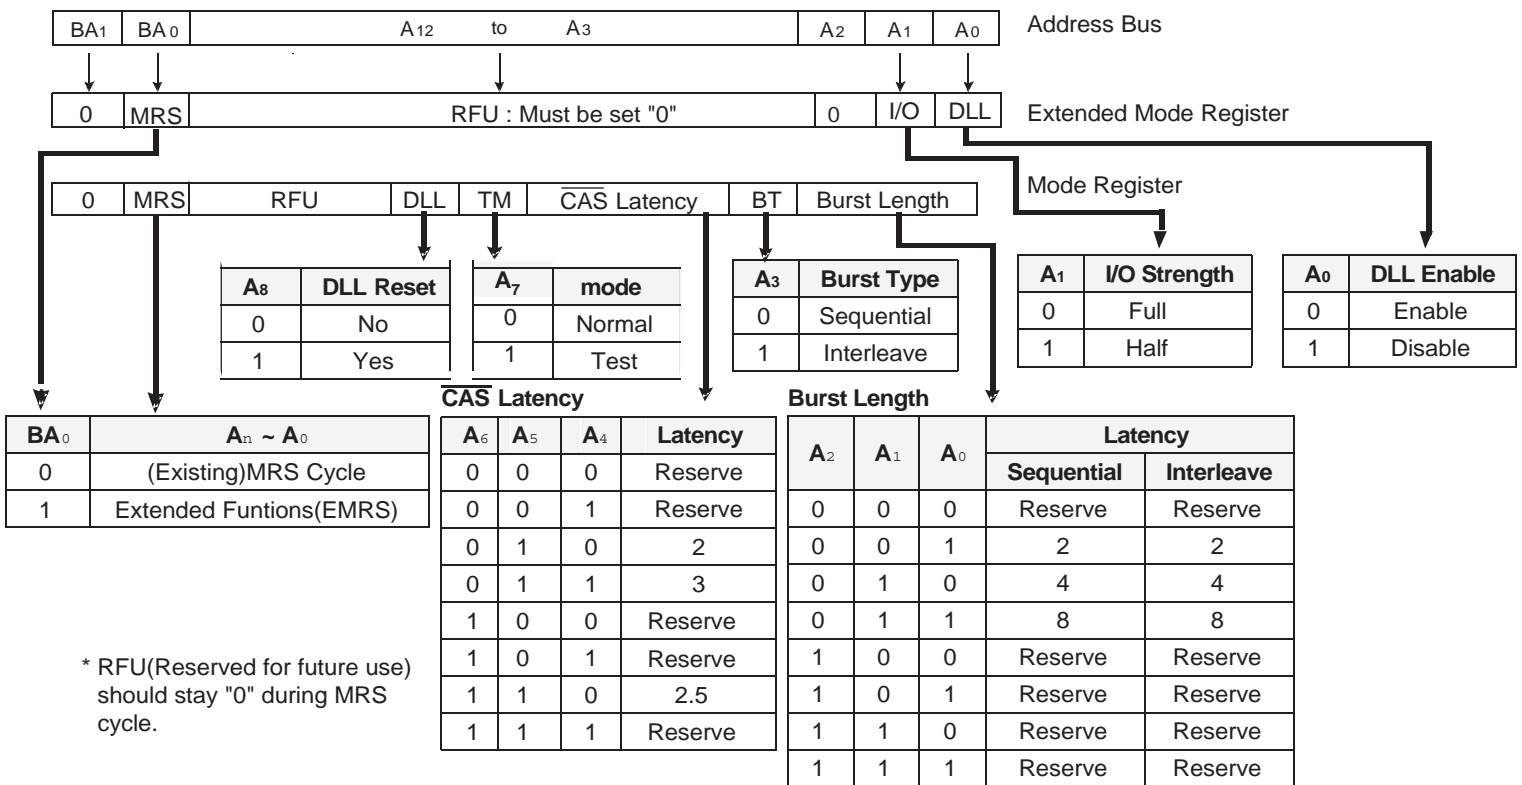 BA1 BA0 A12 to A3 A2 A1 A0 Address Bus
0 MRS RFU : Must be set "0" 0 I/O DLL Extended Mode Register
Mode Register
0 MRS RFU DLL TM CAS Latency BT Burst Length
A8 DLL Reset
0 No
1 Yes
A7 mode
0 Normal
1 Test
A3 Burst Type
0 Sequential
1 Interleave
A1 I/O Strength
0 Full
1 Half
A0 DLL Enable
0 Enable
1 Disable
BA0 An ~ A0
0 (Existing)MRS Cycle
1 Extended Funtions(EMRS)
CAS Latency
A6 A5 A4 Latency
0 0 0 Reserve
0 0 1 Reserve
0 1 0 2
0 1 1 3
1 0 0 Reserve
1 0 1 Reserve
1 1 0 2.5
1 1 1 Reserve
Burst Length
A2 A1 A0 Latency
Sequential Interleave
0 0 0 Reserve Reserve
0 0 1 2 2
0 1 0 4 4
0 1 1 8 8
1 0 0 Reserve Reserve
1 0 1 Reserve Reserve
1 1 0 Reserve Reserve
1 1 1 Reserve Reserve
* RFU(Reserved for future use)
should stay "0" during MRS
cycle.